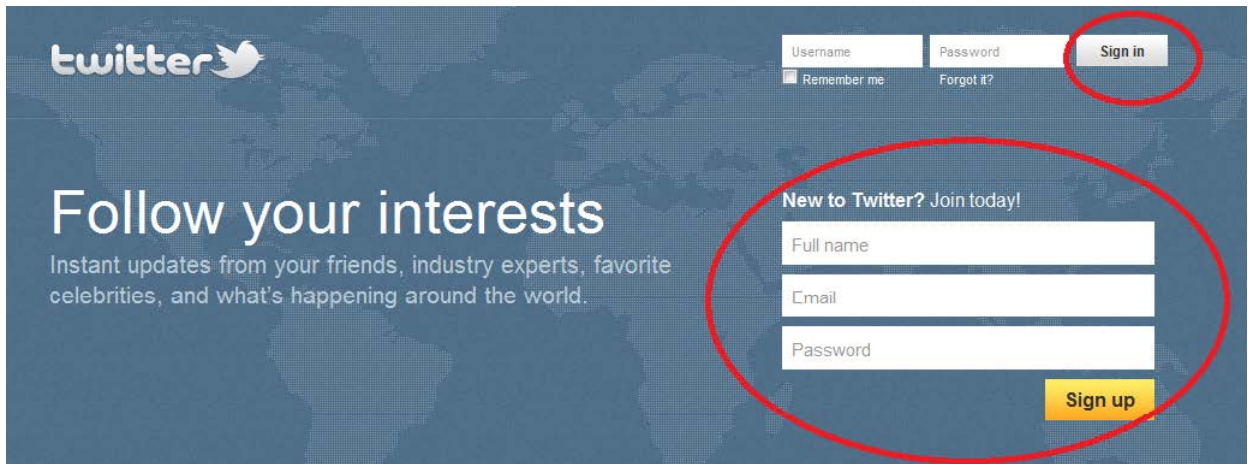 twitter
Username
Password
Sign in
Remember me
Forgot it?
Follow your interests
Instant updates from your friends, industry experts, favorite
celebrities, and what's happening around the world.
New to Twitter? Join today!
Full name
Email
Password
Sign up